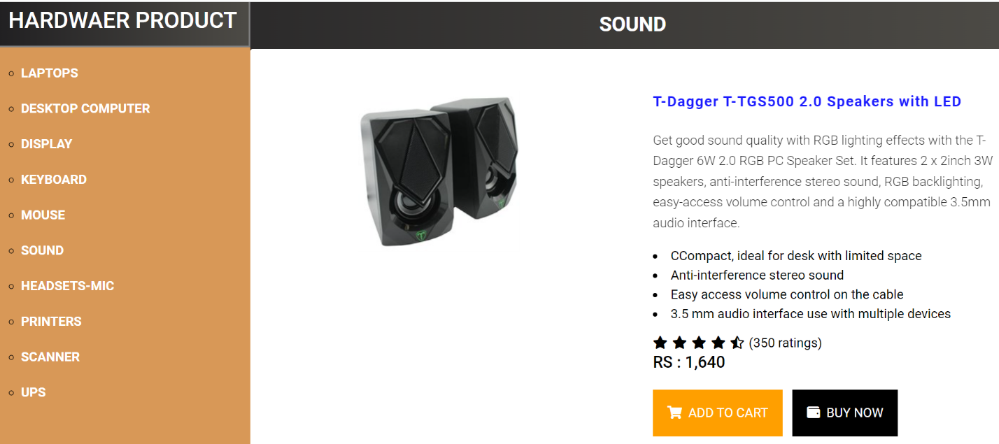 HARDWAER PRODUCT
SOUND
LAPTOPS
DESKTOP COMPUTER
DISPLAY
KEYBOARD
MOUSE
SOUND
HEADSETS-MIC
PRINTERS
SCANNER
UPS
T-Dagger T-TGS500 2.0 Speakers with LED
Get good sound quality with RGB lighting effects with the T-
Dagger 6W 2.0 RGB PC Speaker Set. It features 2 x 2inch 3W
speakers, anti-interference stereo sound, RGB backlighting,
easy-access volume control and a highly compatible 3.5mm
audio interface.
CCompact, ideal for desk with limited space
Anti-interference stereo sound
Easy access volume control on the cable
3.5 mm audio interface use with multiple devices
(350 ratings)
RS : 1,640
ADD TO CART
BUY NOW